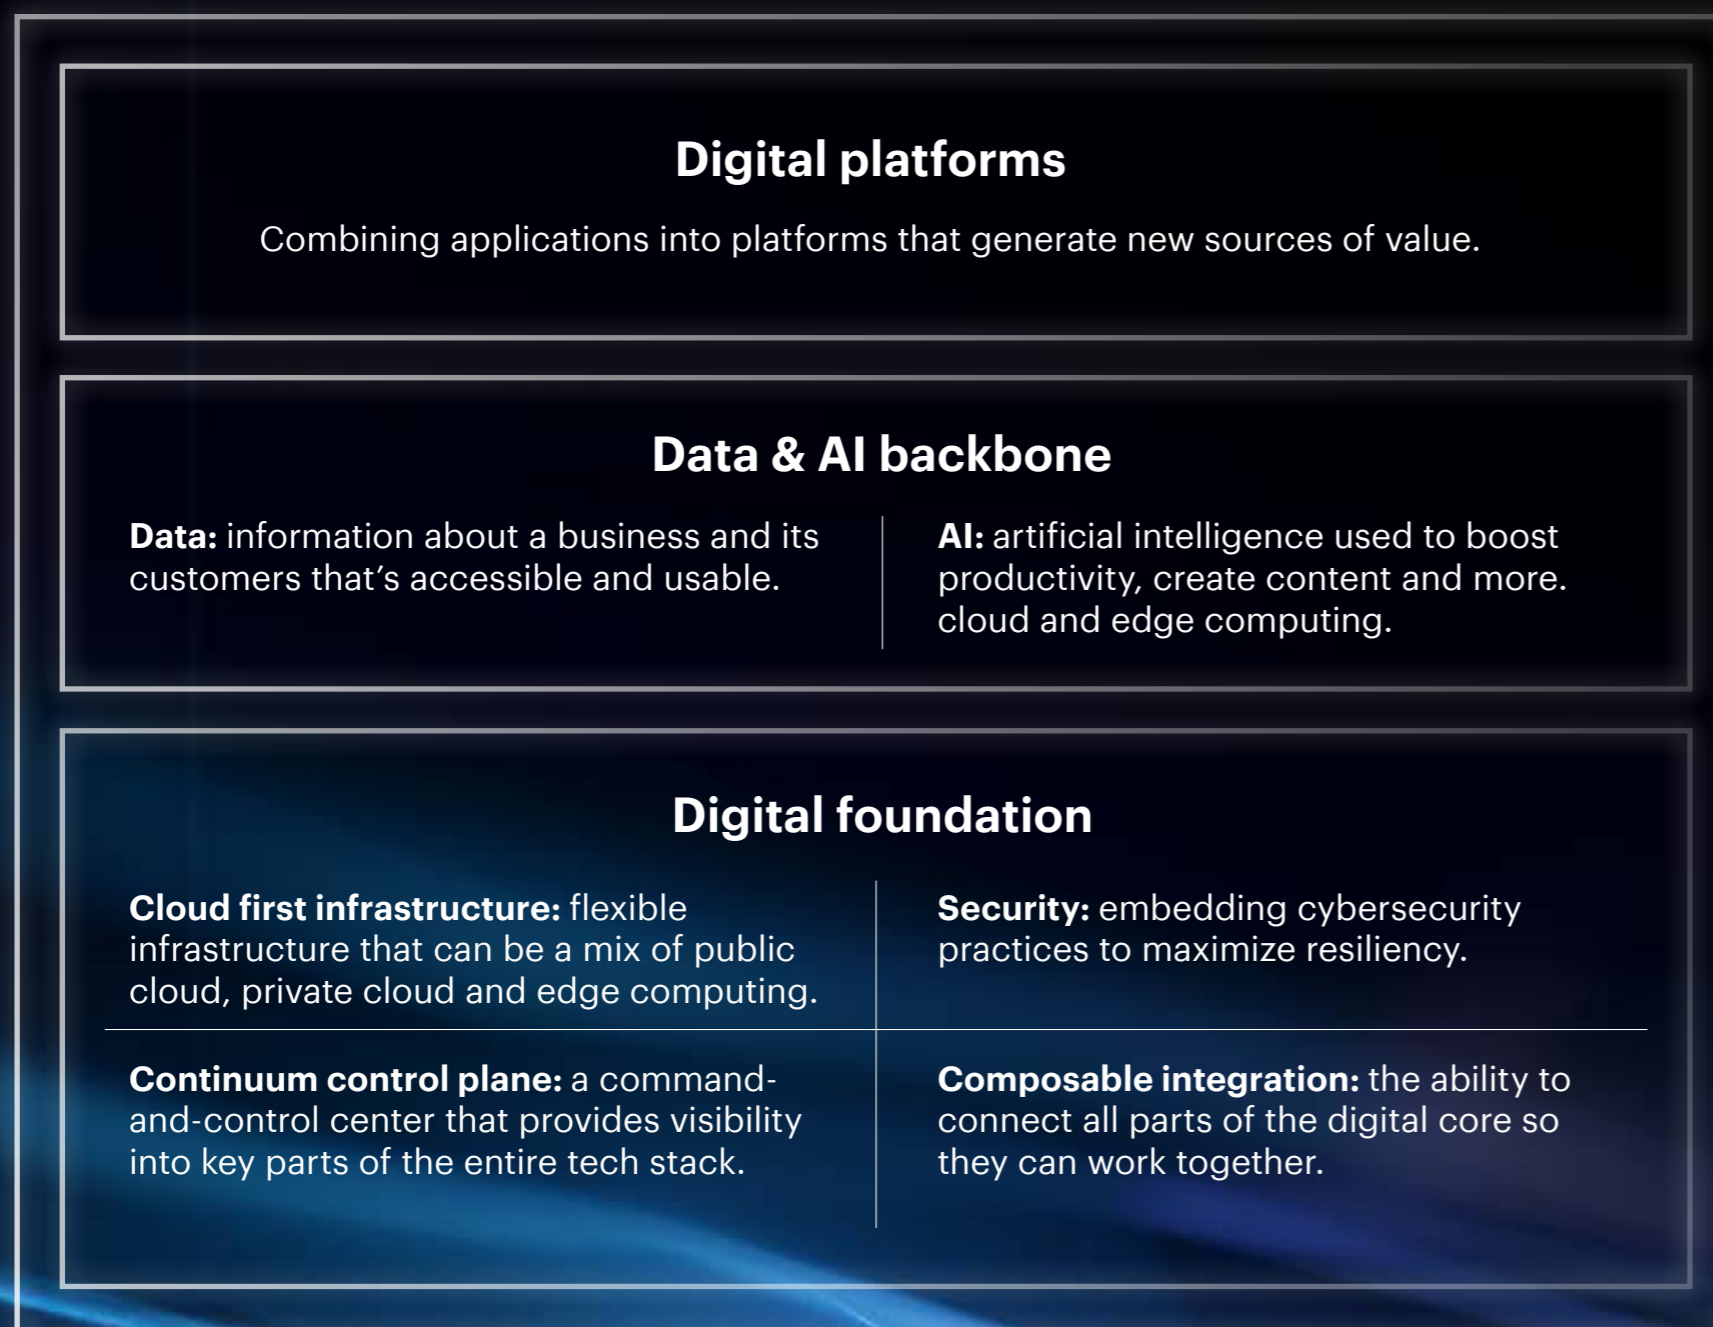 Digital platforms
Combining applications into platforms that generate new sources of value.
Data & AI backbone
Data: information about a business and its
customers that’s accessible and usable.
AI: artificial intelligence used to boost
productivity, create content and more.
cloud and edge computing.
Digital foundation
Cloud first infrastructure: flexible
infrastructure that can be a mix of public
cloud, private cloud and edge computing.
Security: embedding cybersecurity
practices to maximize resiliency.
Continuum control plane: a command-
and-control center that provides visibility
into key parts of the entire tech stack.
Composable integration: the ability to
connect all parts of the digital core so
they can work together.